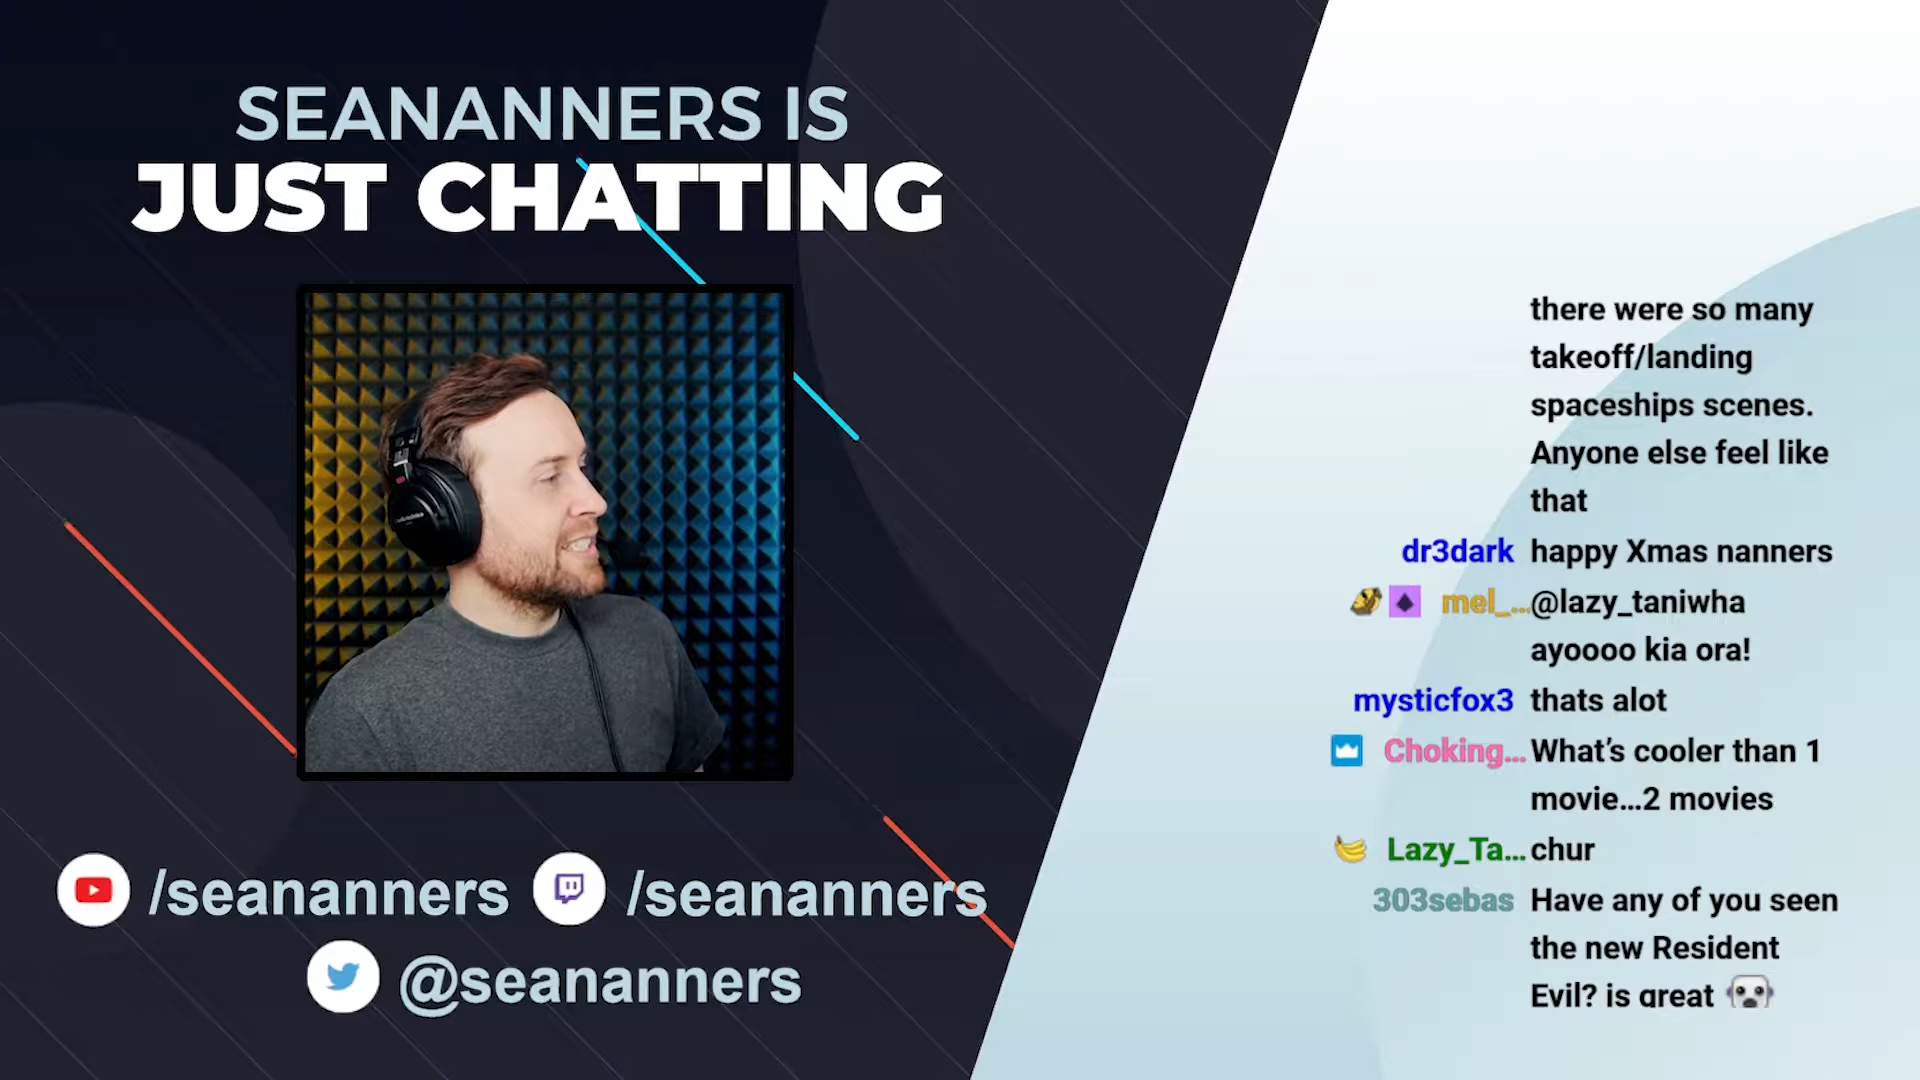 SEANANNERS IS
JUST CHATTING
/seananners /seananners
@seananners
there were so many
takeoff/landing
spaceships scenes.
Anyone else feel like
that
dr3dark happy Xmas nanners
mel_... @lazy_taniwha
ayoooo kia ora!
mysticfox3 thats alot
Choking... What’s cooler than 1
movie...2 movies
Lazy_Ta... chur
303sebas Have any of you seen
the new Resident
Evil? is great